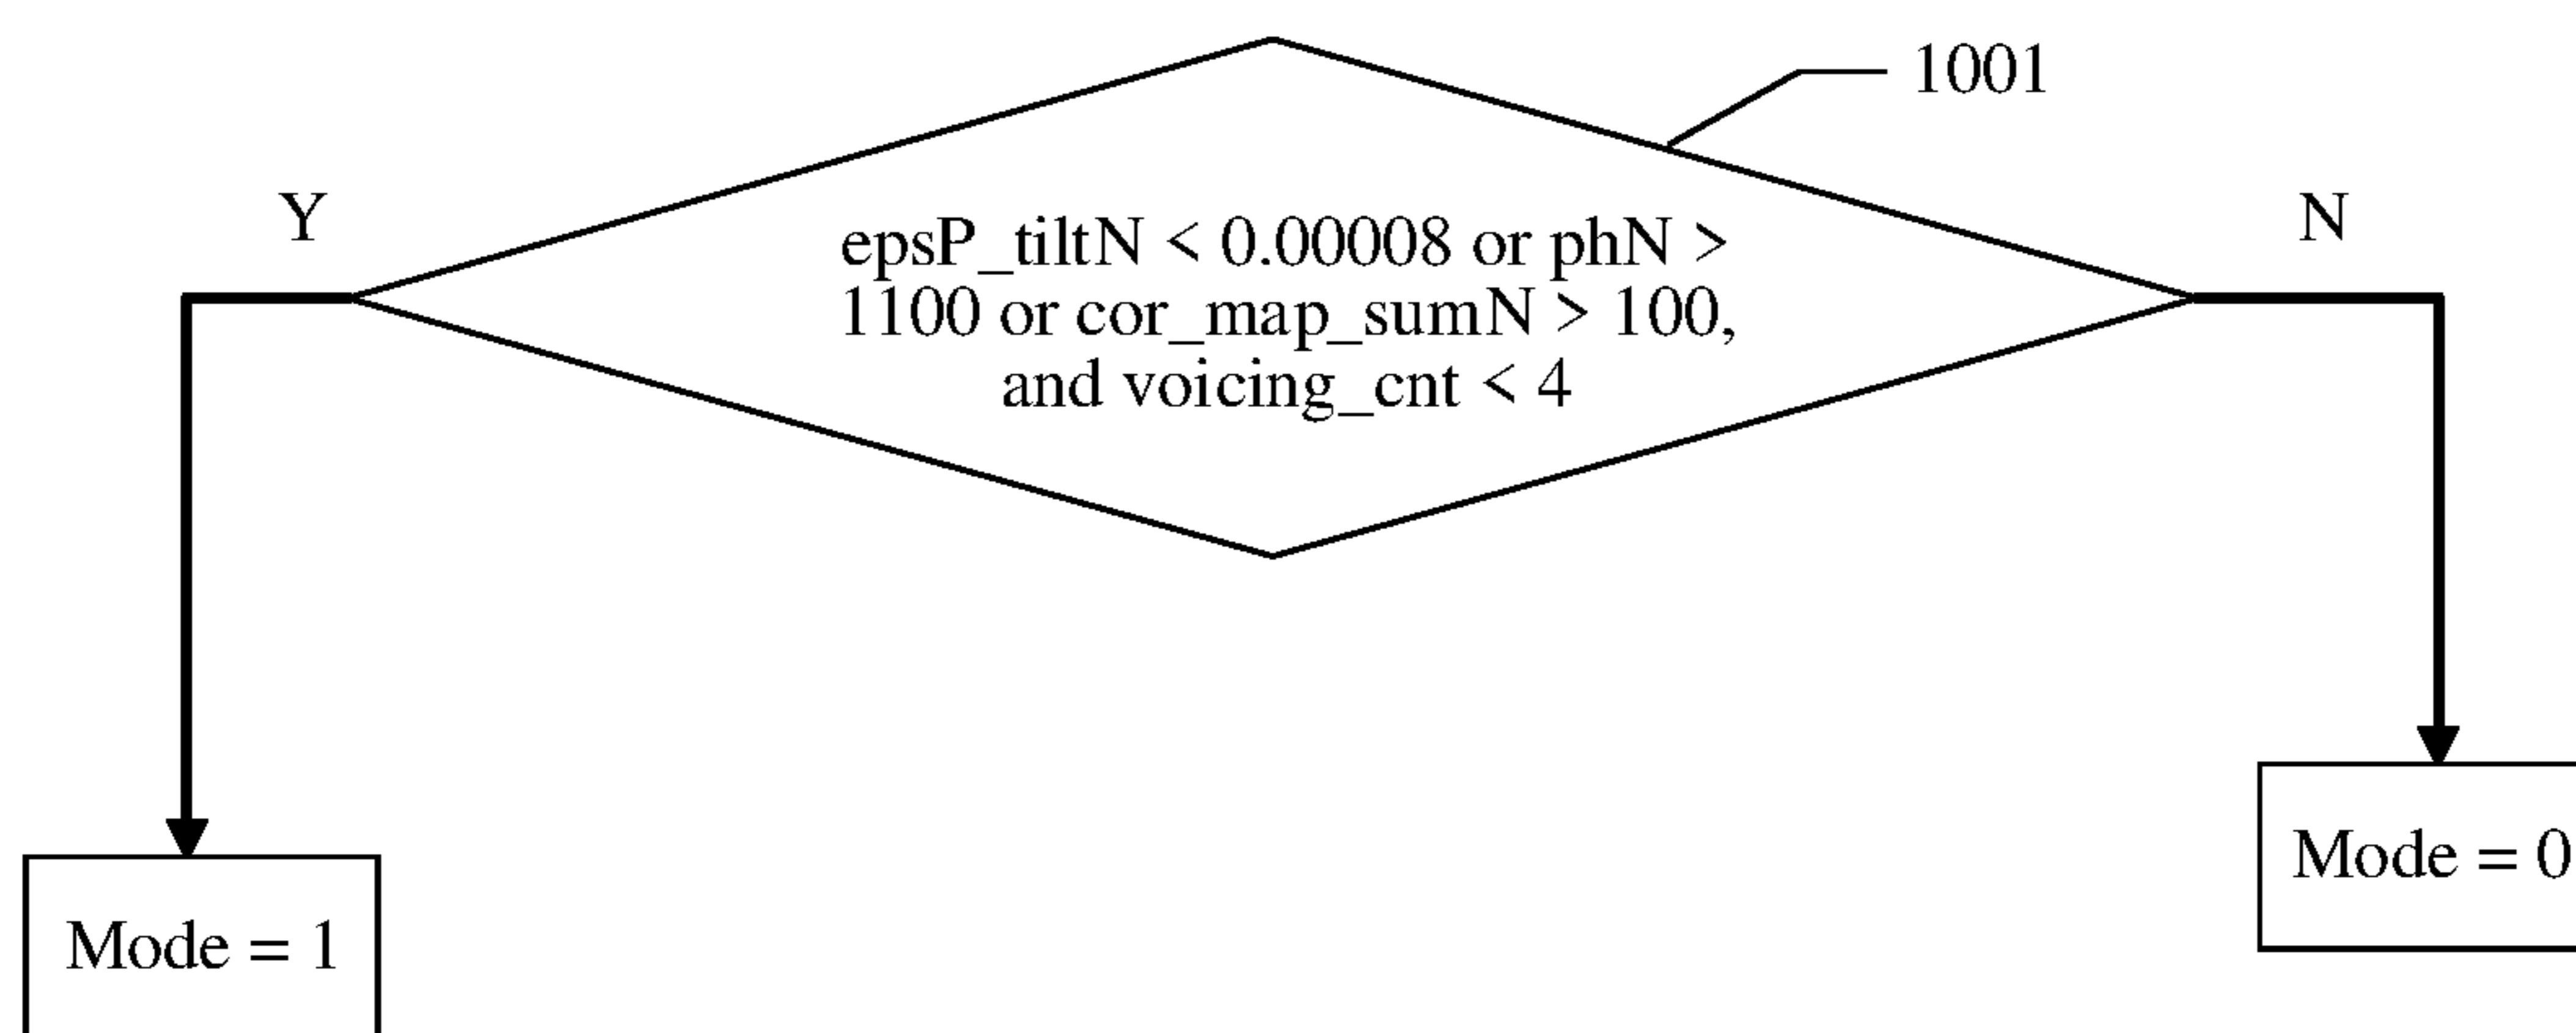 1001
Y
N
epsP_tiltN < 0.00008 or phN >
1100 or cor_map_sumN > 100,
and voicing_cnt < 4
Mode = 0
Mode = 1